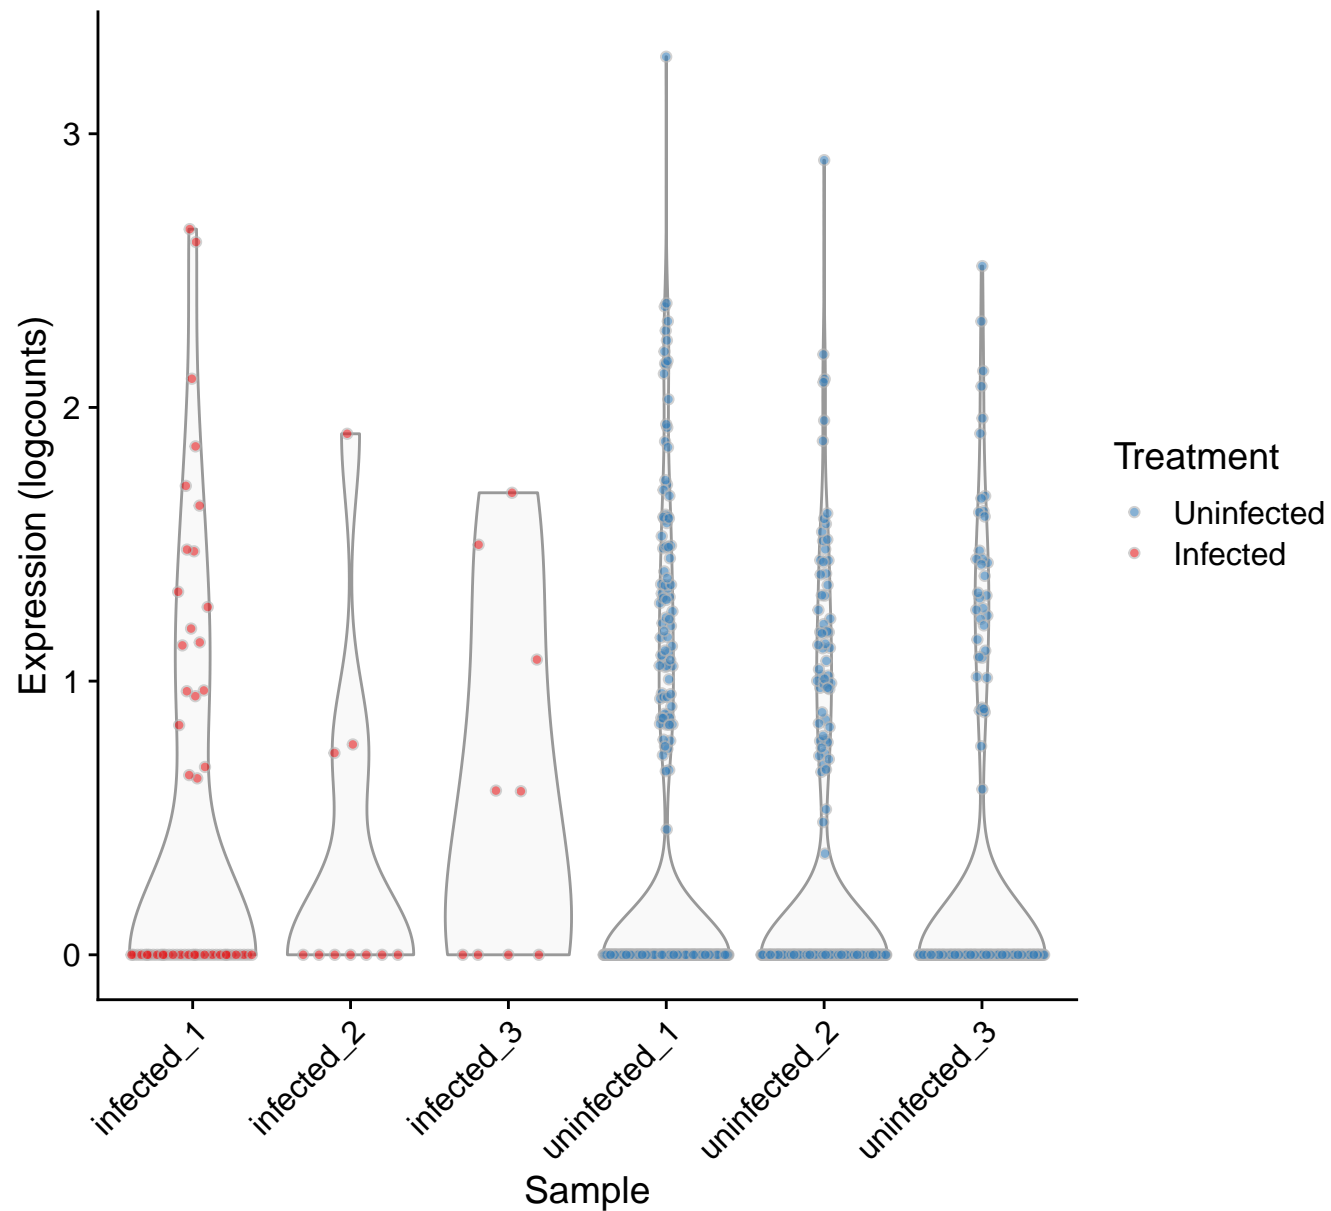 Expression (logcounts)
3
2
1
0
infected_1
infected_2
infected_3
uninfected_1
uninfected_2
uninfected_3
Sample
Treatment
Uninfected
Infected